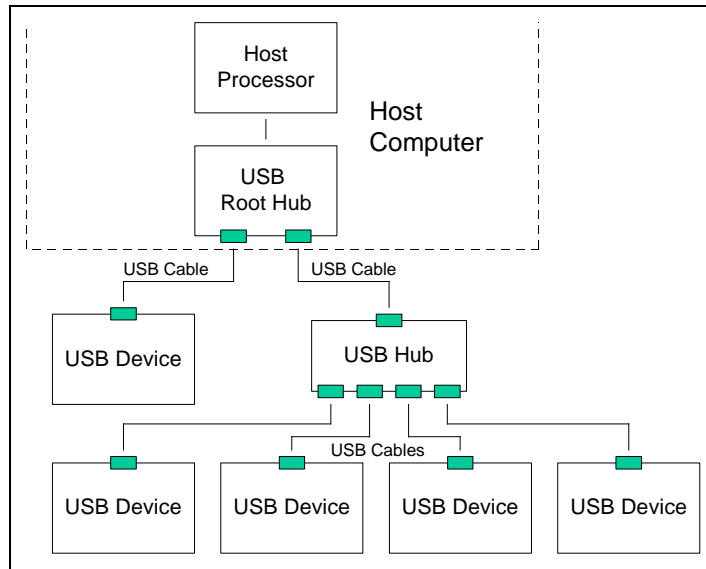 Host
Processor
Host
Computer
USB
Root Hub
USB Cable
USB Cable
USB Device
USB Hub
USB Cables
USB Device
USB Device
USB Device
USB Device